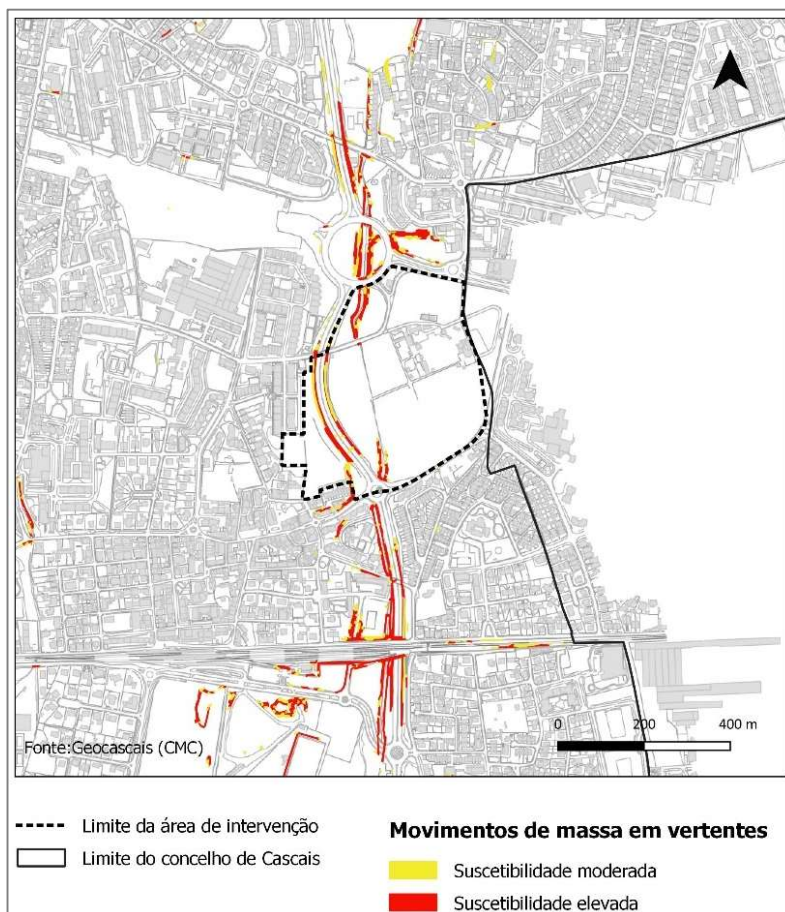 Fonte:Geocascais (CMC)
0 200 400 m
Limite da área de intervenção
Limite do concelho de Cascais
Movimentos de massa em vertentes
Suscetibilidade moderada
Suscetibilidade elevada